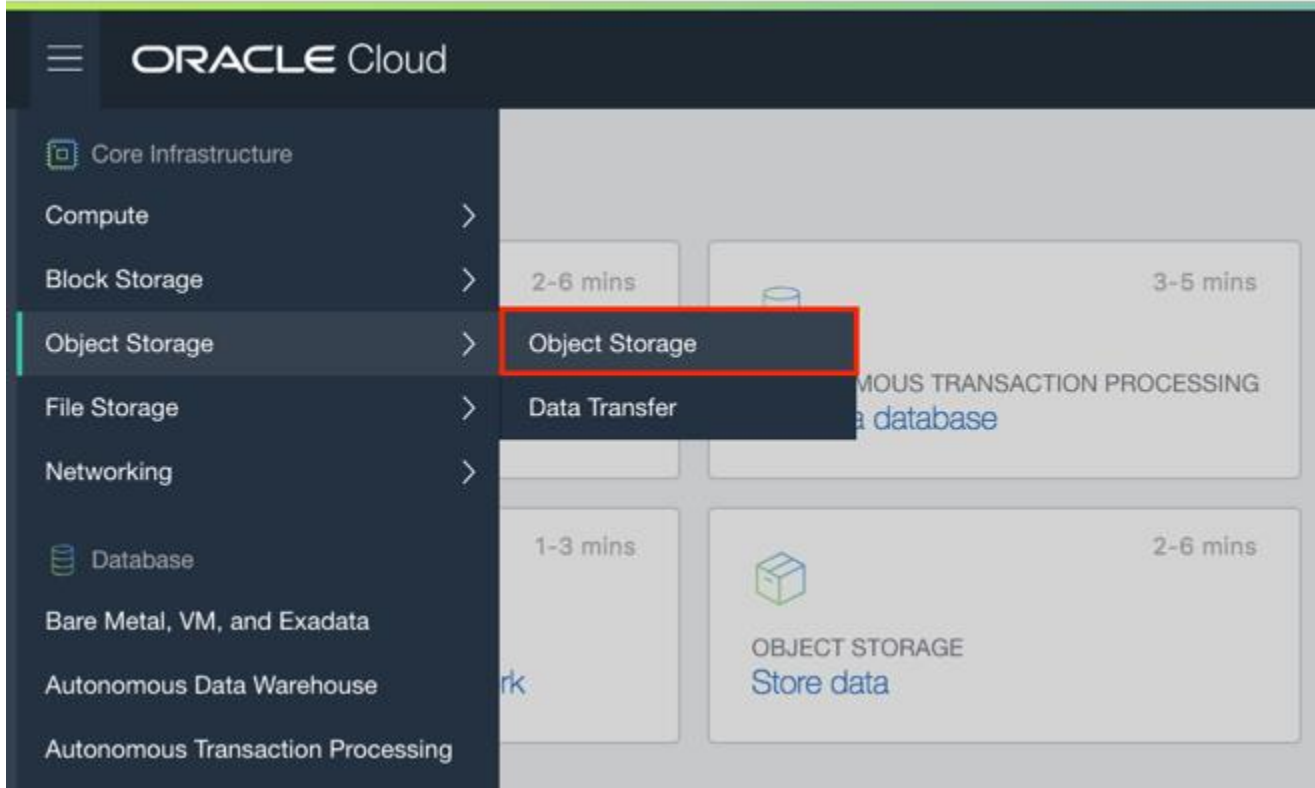 ORACLE Cloud
Core Infrastructure
Compute
Block Storage
Object Storage
File Storage
Networking
Database
Bare Metal, VM, and Exadata
Autonomous Data Warehouse
Autonomous Transaction Processing
Object Storage
Data Transfer
2-6 mins
3-5 mins
MOUS TRANSACTION PROCESSING
a database
1-3 mins
rk
2-6 mins
OBJECT STORAGE
Store data